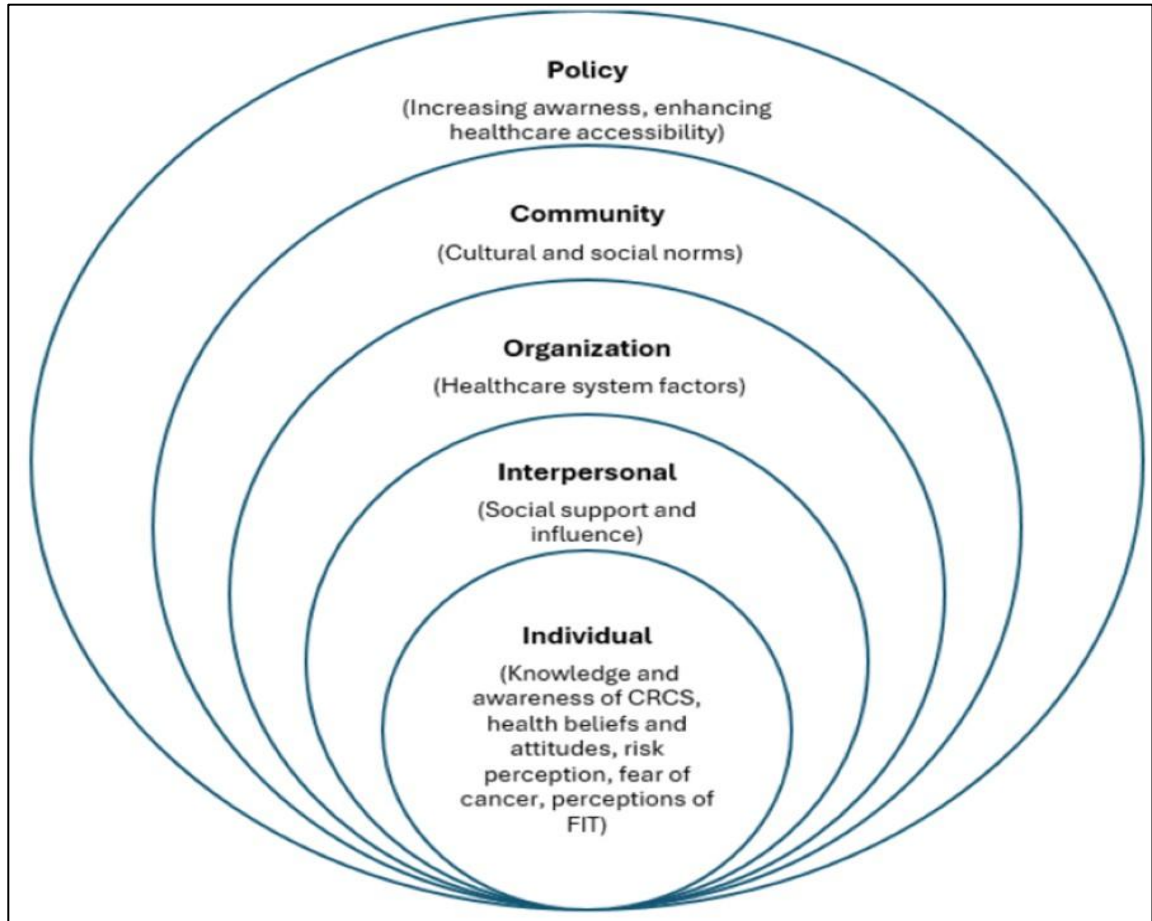 Policy
(Increasing awarness, enhancing
healthcare accessibility)
Community
(Cultural and social norms)
Organization
(Healthcare system factors)
Interpersonal
(Social support and
influence)
Individual
(Knowledge and
awareness of CRCS,
health beliefs and
attitudes, risk
perception, fear of
cancer, perceptions of
FIT)